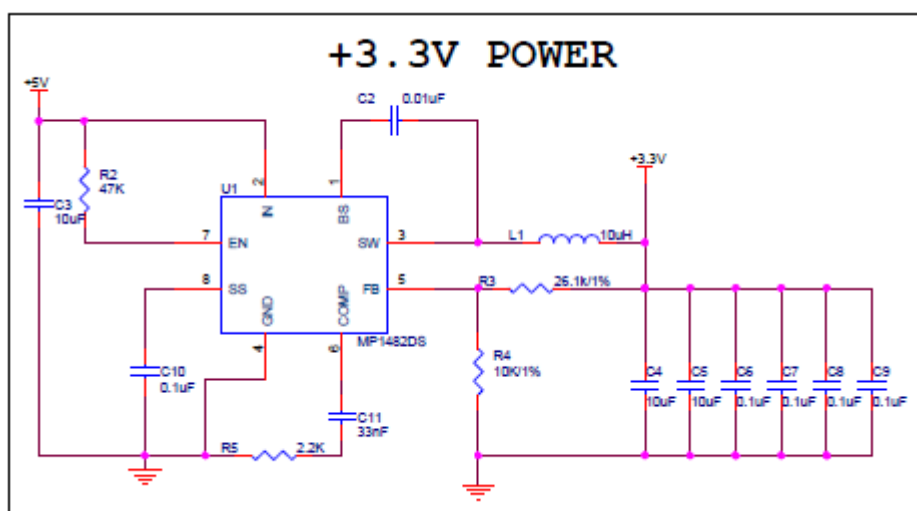 +3.3V POWER
+5V
C2
0.01uF
+3.3V
R2
47K
C3
10uF
U1
2
IN
1
BS
7
EN
SW
3
L1
10uH
8
SS
FB
5
R3
26.1k/1%
GND
COMP
4
6
MP1482DS
R4
10K/1%
C10
0.1uF
C11
33nF
C4
10uF
C5
10uF
C6
0.1uF
C7
0.1uF
C8
0.1uF
C9
0.1uF
R5
2.2K